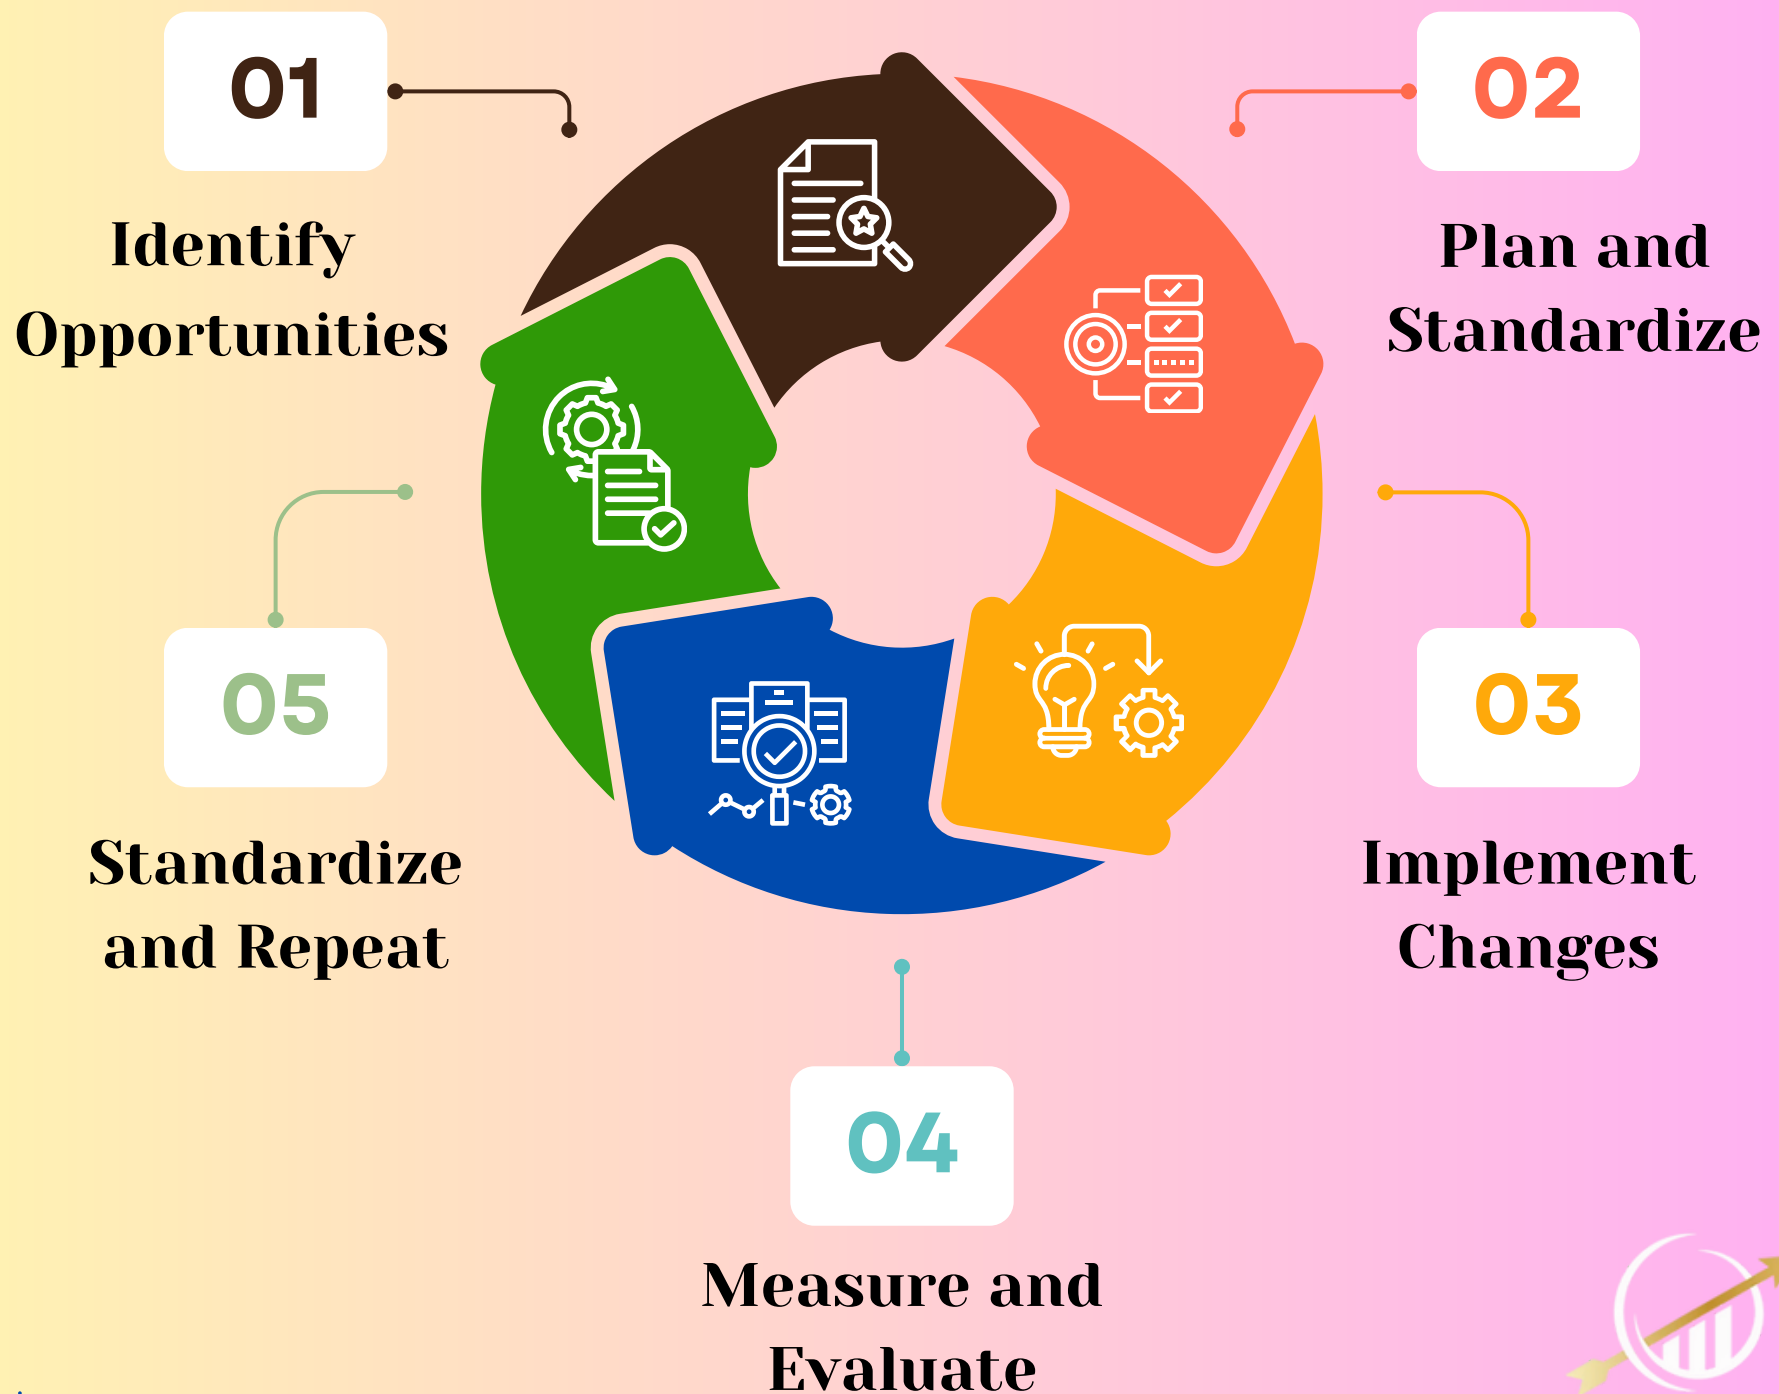 01
Identify
Opportunities
02
Plan and
Standardize
03
Implement
Changes
04
Measure and
Evaluate
05
Standardize
and Repeat